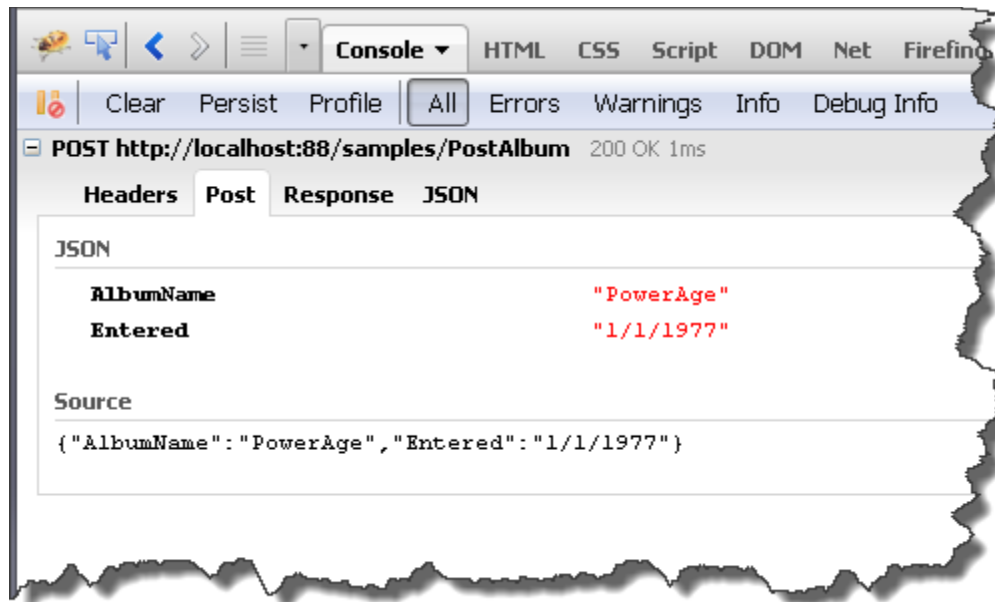 Console HTML CSS Script DOM Net Firefind
Clear Persist Profile All Errors Warnings Info Debug Info
POST http://localhost:88/samples/PostAlbum 200 OK 1ms
Headers Post Response JSON
JSON
AlbumName "PowerAge"
Entered "1/1/1977"
Source
{"AlbumName":"PowerAge","Entered":"1/1/1977"}